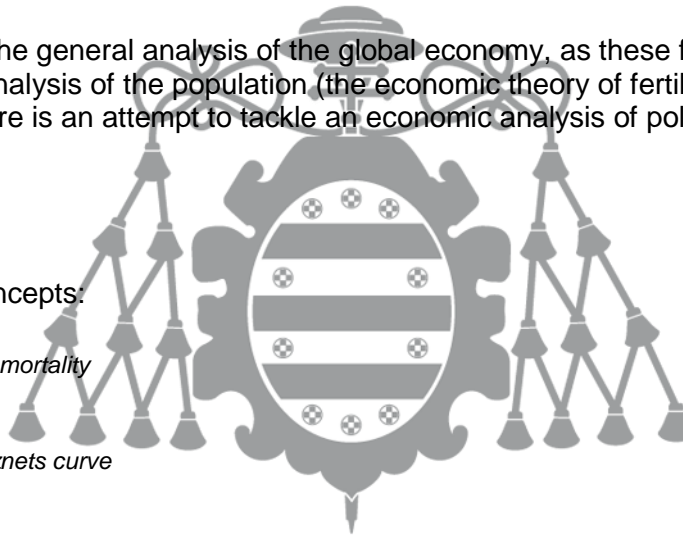 he general analysis of the global economy, as these f
nalysis of the population (the economic theory of fertil
re is an attempt to tackle an economic analysis of pol
ncepts:
mortality
nets curve